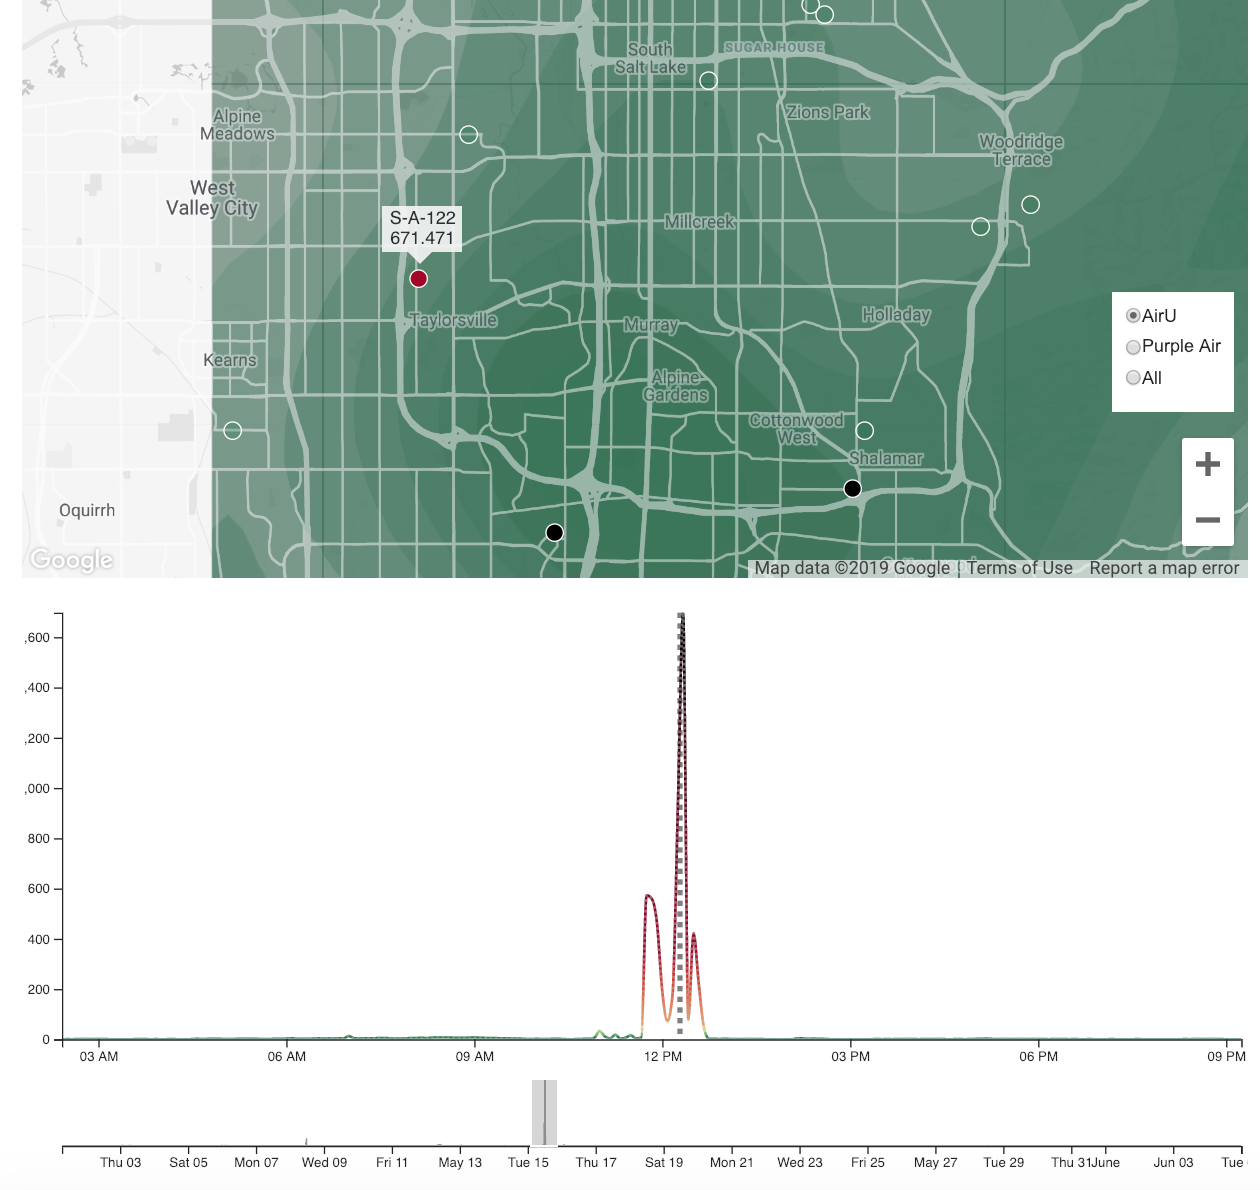 South
Salt Lake
SUGAR HOUSE
Alpine
Meadows
Zions Park
Woodridge
Terrace
West
Valley City
S-A-122
671.471
Millcreek
Taylorsville
Murray
Holladay
AirU
Purple Air
All
Kearns
Alpine
Gardens
Cottonwood
West
Shalamar
Oquirrh
+
−
Google
Map data ©2019 Google
Terms of Use
Report a map error
,600
,400
,200
,000
800
600
400
200
0
03 AM 06 AM 09 AM 12 PM 03 PM 06 PM 09 PM
Thu 03 Sat 05 Mon 07 Wed 09 Fri 11 May 13 Tue 15 Thu 17 Sat 19 Mon 21 Wed 23 Fri 25 May 27 Tue 29 Thu 31 June Jun 03 Tue